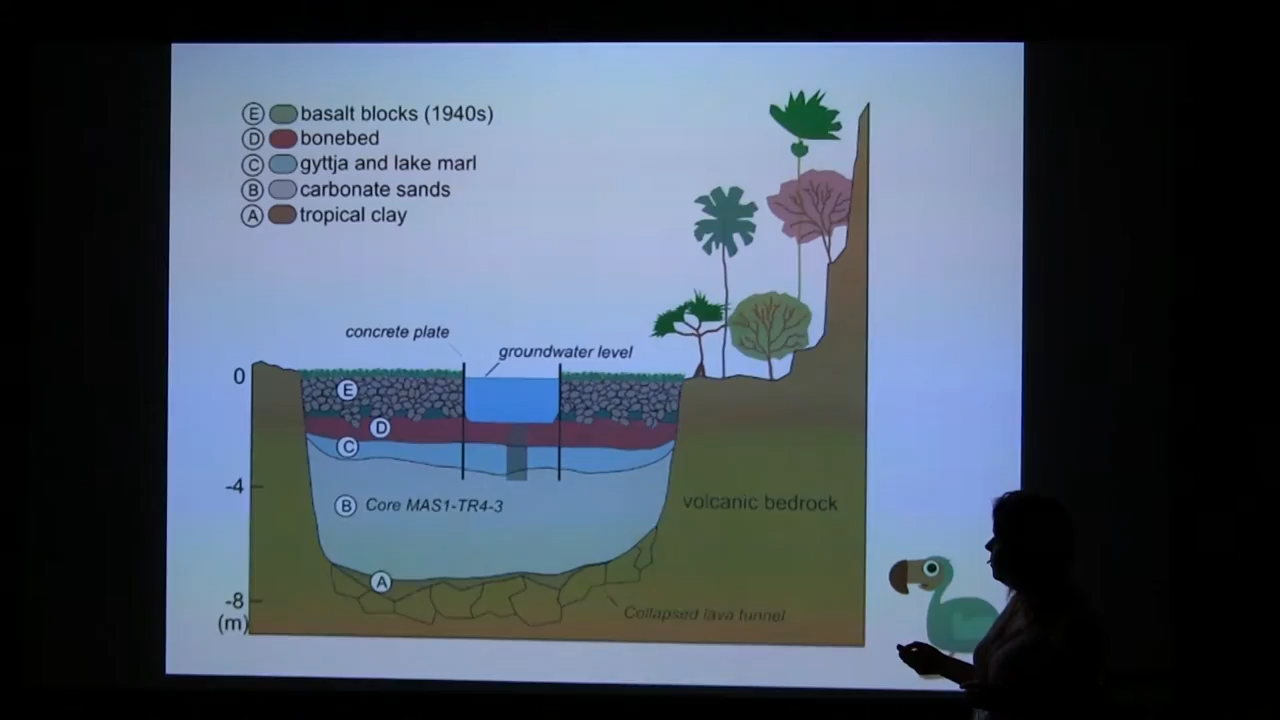 E basalt blocks (1940s)
D bonebed
C gyttja and lake marl
B carbonate sands
A tropical clay
concrete plate
groundwater level
0
E
D
C
-4
B Core MAS1-TR4-3
volcanic bedrock
A
-8
(m)
Collapsed lava tunnel